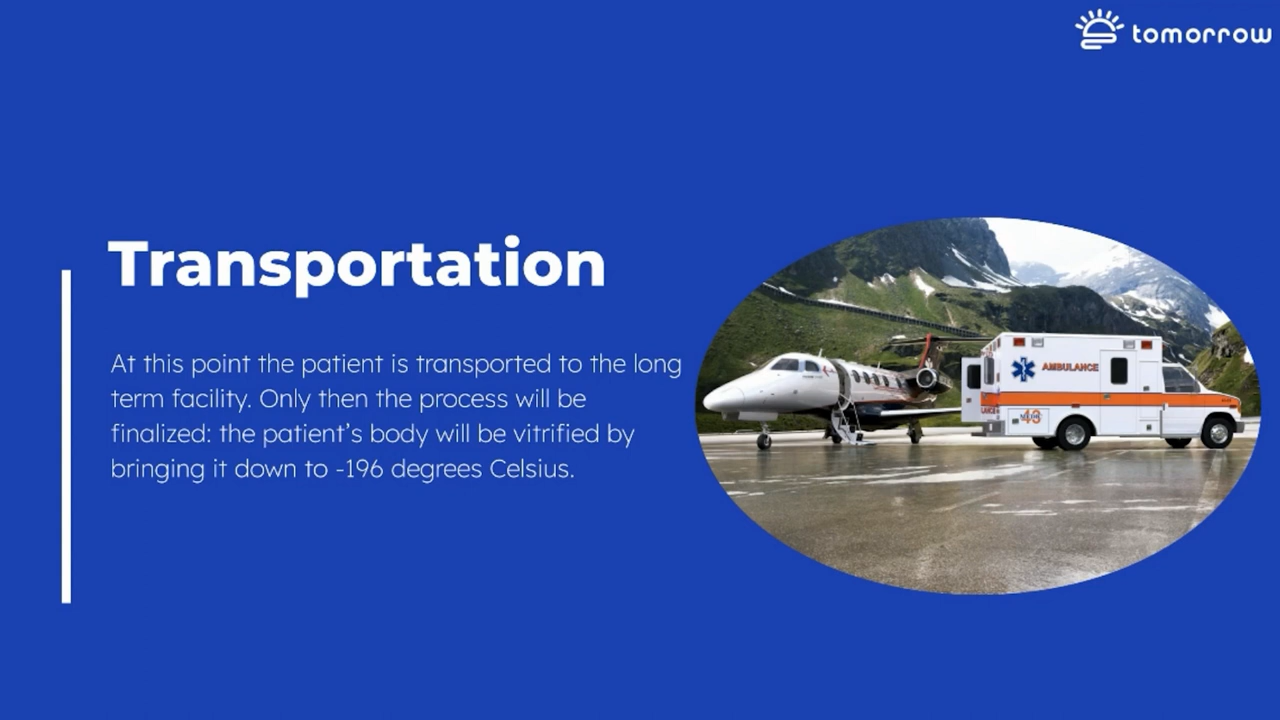 tomorrow
Transportation
At this point the patient is transported to the long
term facility. Only then the process will be
finalized: the patient's body will be vitrified by
bringing it down to -196 degrees Celsius.
AMBULANCE